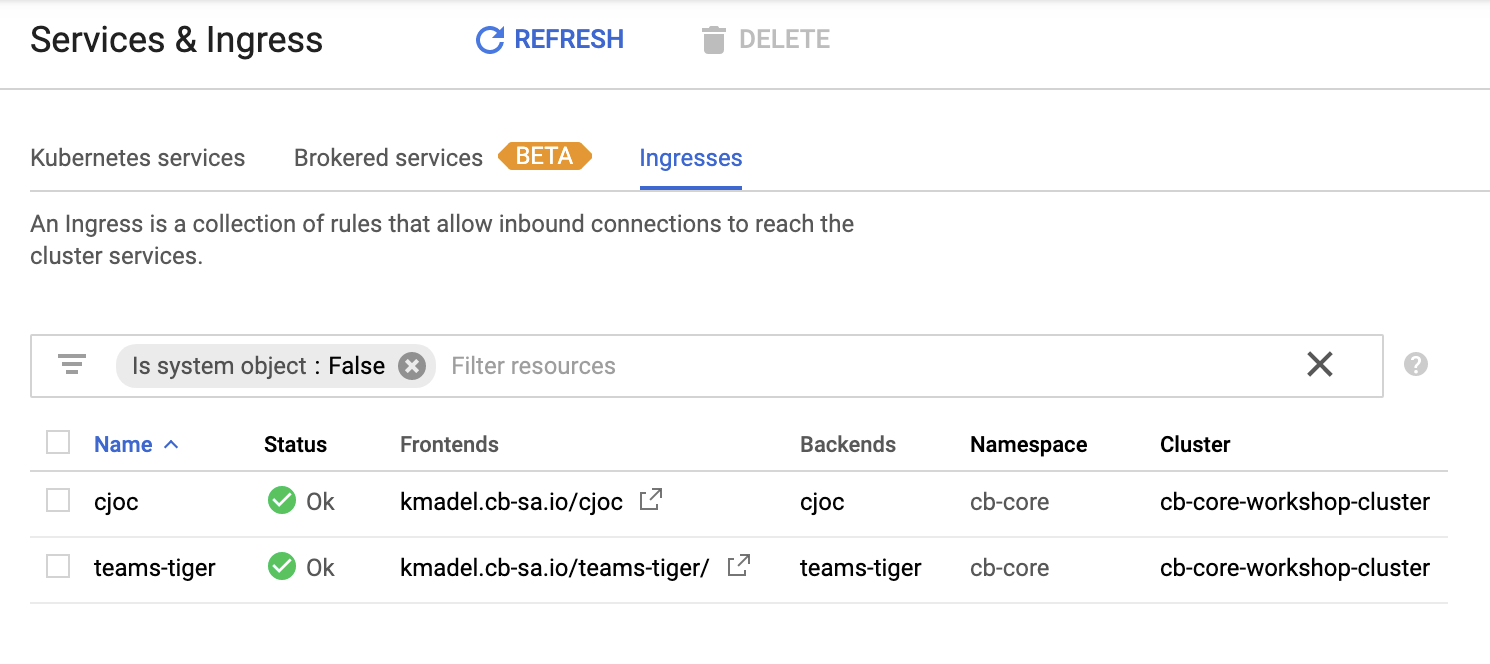 Services & Ingress REFRESH DELETE
Kubernetes services Brokered services BETA Ingresses
An Ingress is a collection of rules that allow inbound connections to reach the
cluster services.
Is system object : False Filter resources
Name Status Frontends Backends Namespace Cluster
cjoc Ok kmadel.cb-sa.io/cjoc cjoc cb-core cb-core-workshop-cluster
teams-tiger Ok kmadel.cb-sa.io/teams-tiger/ teams-tiger cb-core cb-core-workshop-cluster